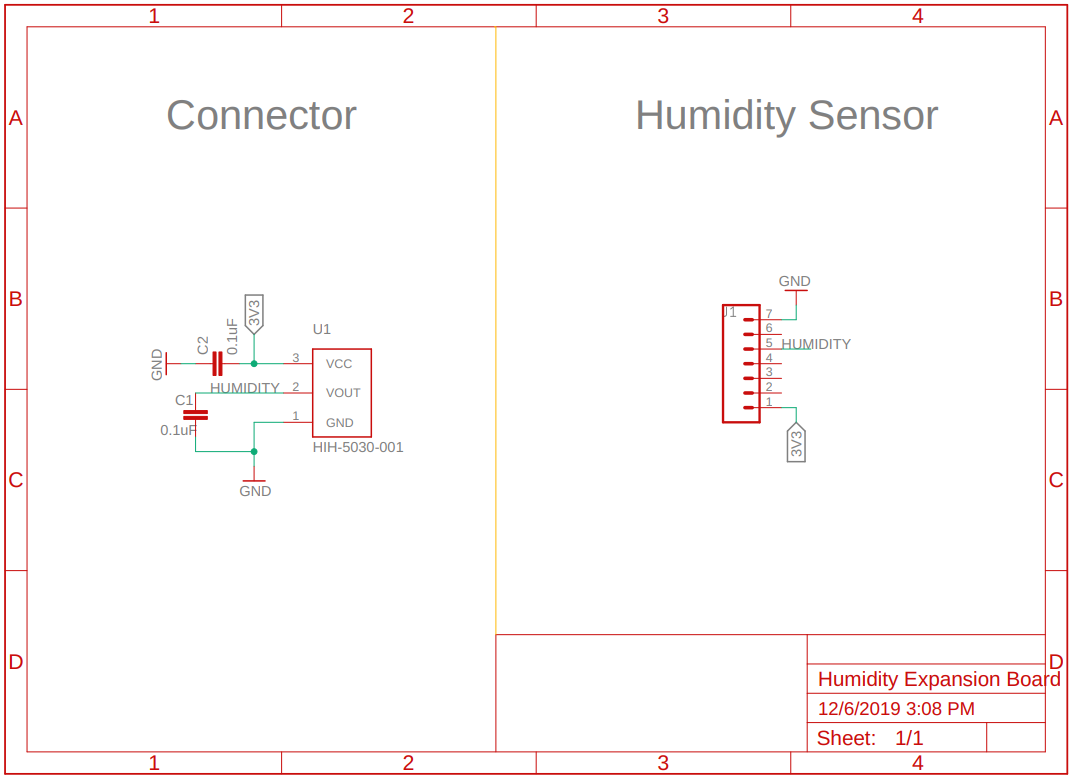 1 2 3 4
A A
Connector Humidity Sensor
B B
GND
3V3
U1
J1
7
6
5 HUMIDITY
4
3
2
1
3V3
C2
0.1uF
GND
3 VCC
HUMIDITY 2 VOUT
C1
0.1uF
1 GND
HIH-5030-001
GND
C C
D D
Humidity Expansion Board
12/6/2019 3:08 PM
Sheet: 1/1
1 2 3 4